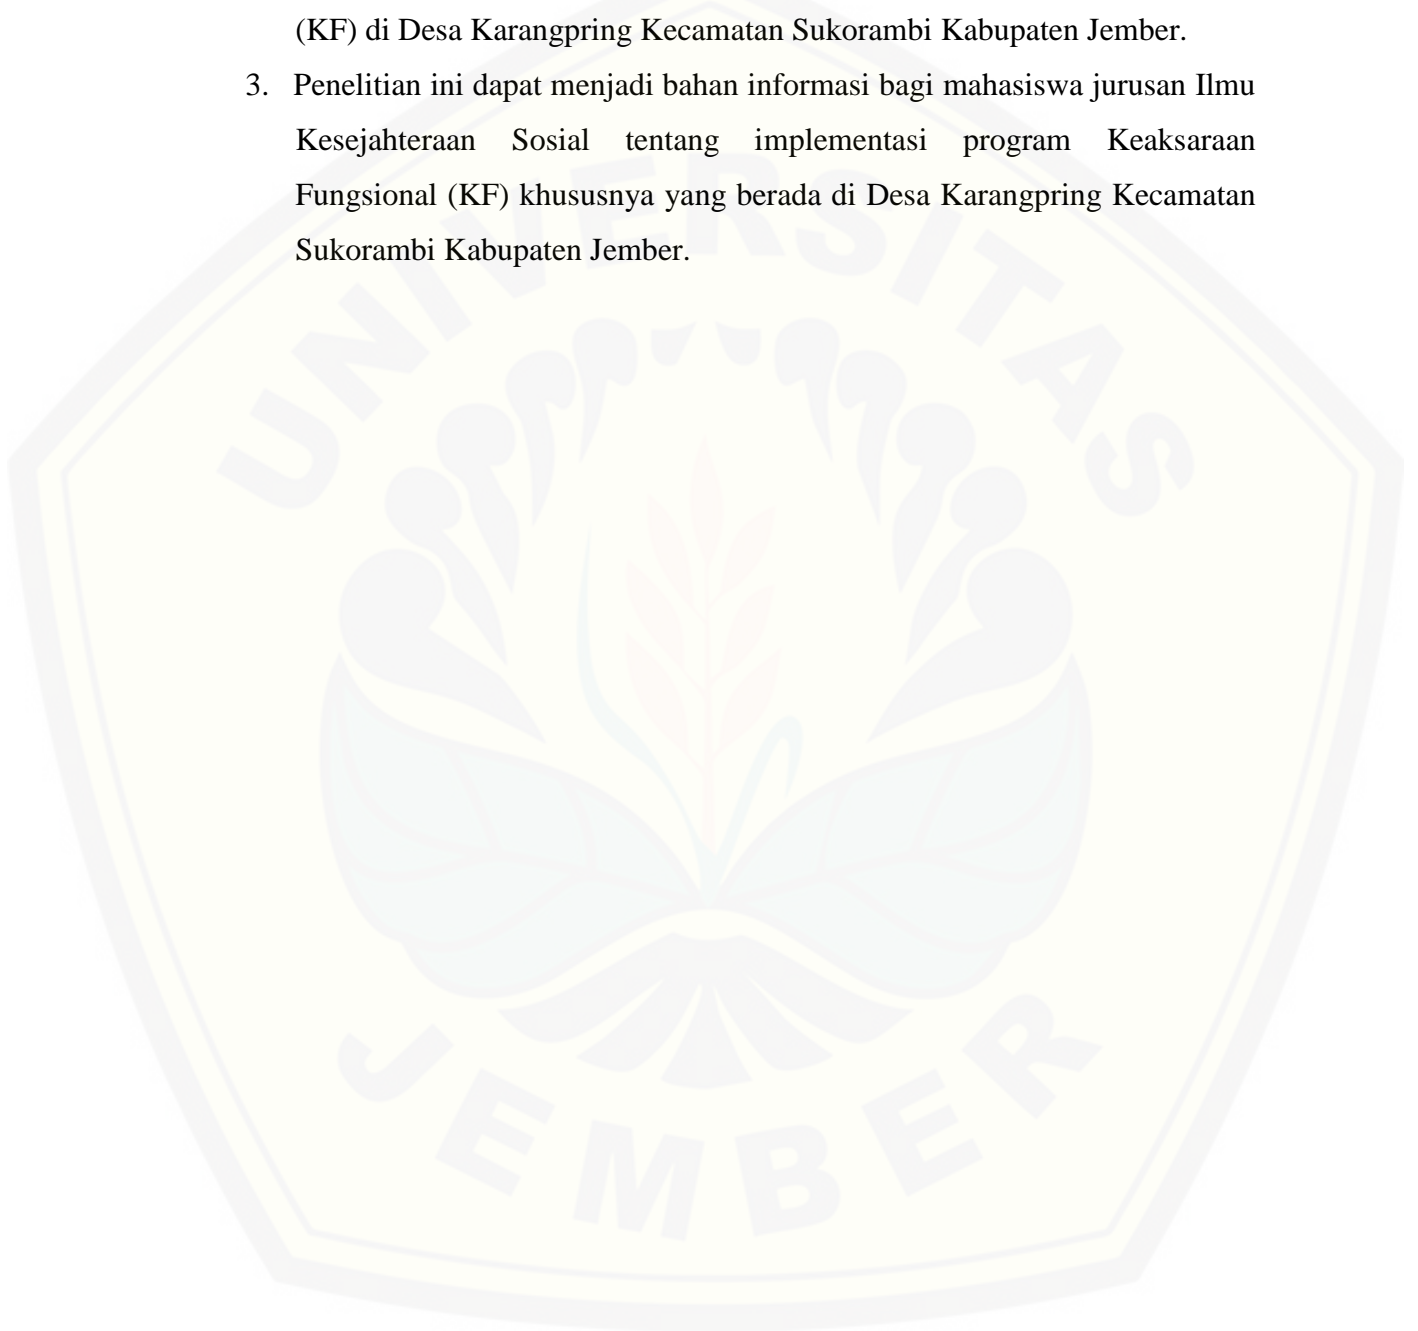 (KF) di Desa Karangpring Kecamatan Sukorambi Kabupaten Jember.
3. Penelitian ini dapat menjadi bahan informasi bagi mahasiswa jurusan Ilmu
Kesejahteraan Sosial tentang implementasi program Keaksaraan
Fungsional (KF) khususnya yang berada di Desa Karangpring Kecamatan
Sukorambi Kabupaten Jember.
UNIVERSITAS
JEMBER